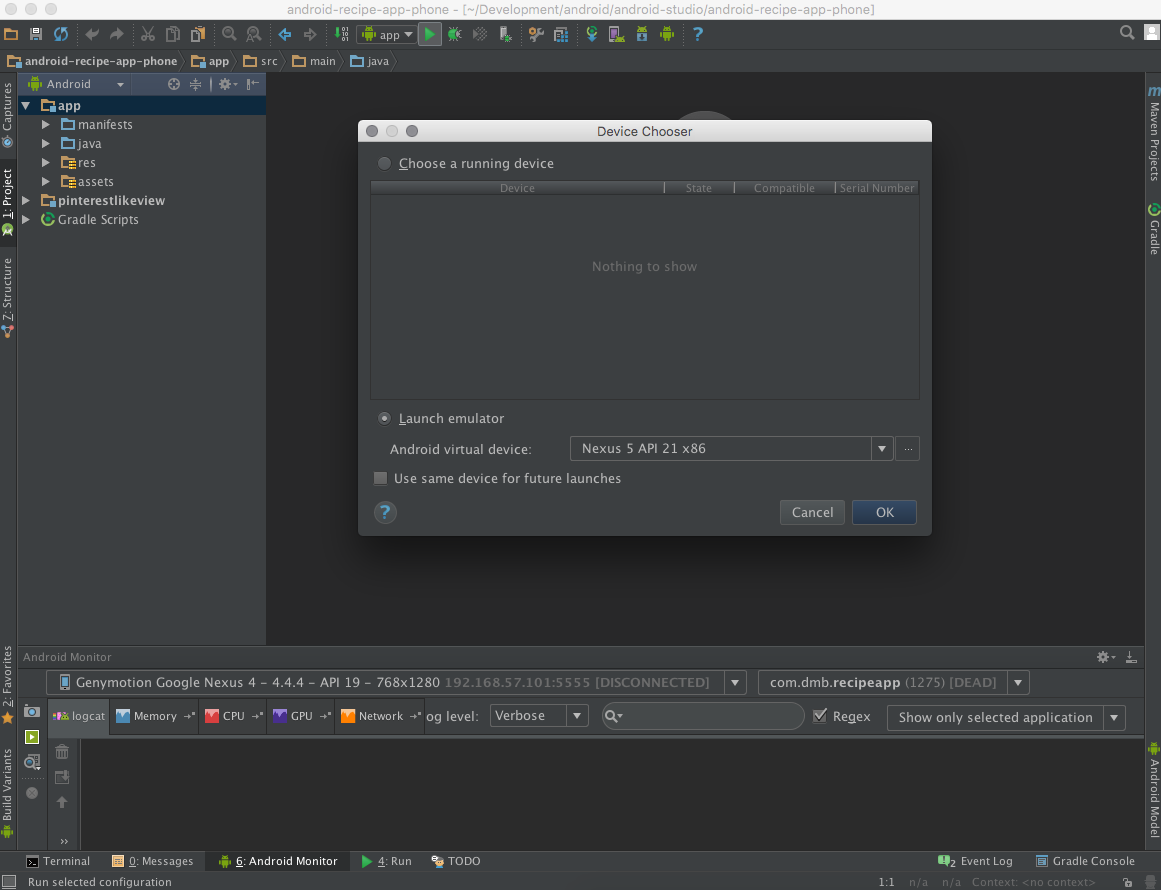 android-recipe-app-phone - [~/Development/android/android-studio/android-recipe-app-phone]
app
?
android-recipe-app-phone app src main java
Android
app
manifests
java
res
assets
pinterestlikeview
Gradle Scripts
Captures
1: Project
Z: Structure
2: Favorites
Build Variants
Device Chooser
Choose a running device
Device State Compatible Serial Number
Nothing to show
Launch emulator
Android virtual device: Nexus 5 API 21 x86 ...
Use same device for future launches
? Cancel OK
m Maven Projects
Gradle
Android Model
Android Monitor
Genymotion Google Nexus 4 - 4.4.4 - API 19 - 768x1280 192.168.57.101:5555 [DISCONNECTED] com.dmb.recipeapp (1275) [DEAD]
logcat Memory CPU GPU Network og level: Verbose Regex Show only selected application
»
Terminal 0: Messages 6: Android Monitor 4: Run TODO 2 Event Log Gradle Console
Run selected configuration 1:1 n/a n/a Context: <no context>